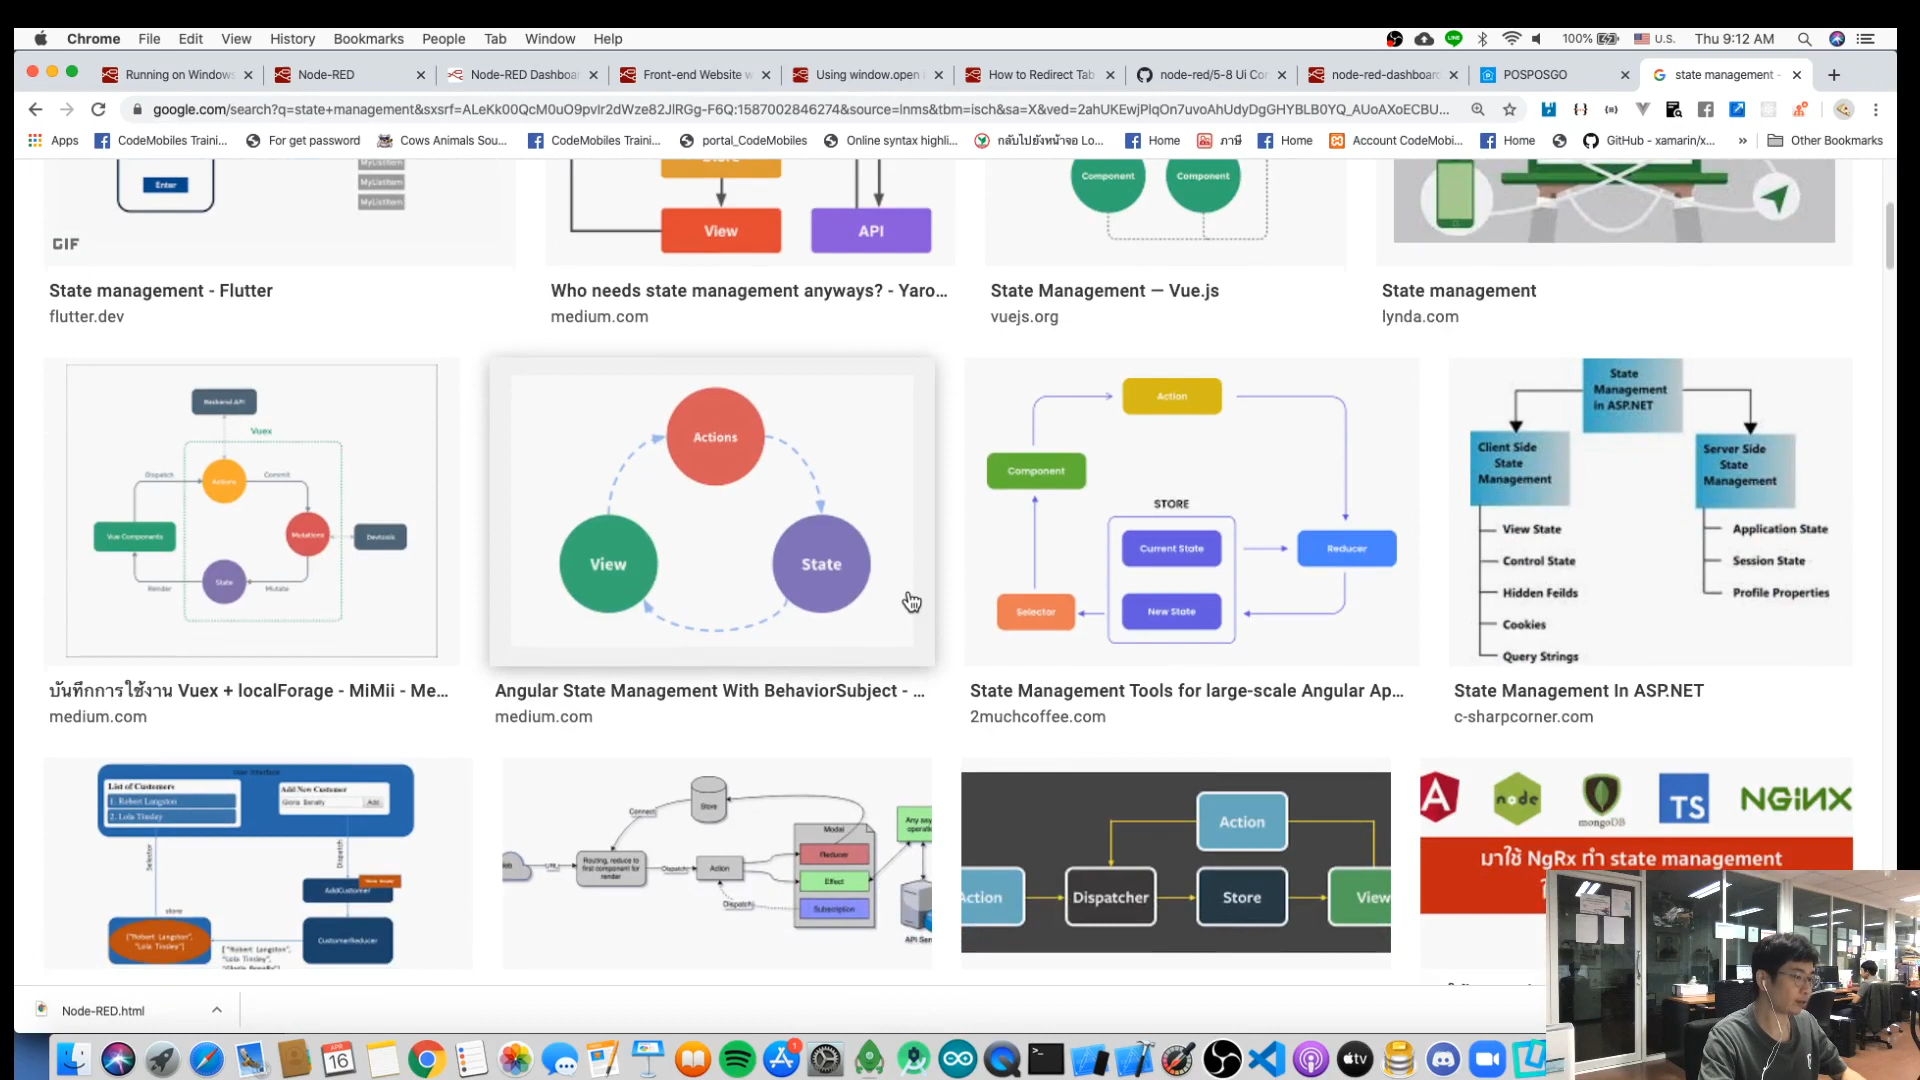 Chrome File Edit View History Bookmarks People Tab Window Help 100% U.S. Thu 9:12 AM
Running on Windows Node-RED Node-RED Dashboa Front-end Website w Using window.open i How to Redirect Tab node-red/5-8 Ui Cor node-red-dashboard POSPOSGO state management -
google.com/search?q=state+management&sxsrf=ALeKk00QcM0uO9pvlr2dWze82JlRGg-F6Q:1587002846274&source=lnms&tbm=isch&sa=X&ved=2ahUKEwjPlqOn7uvoAhUdyDgGHYBLB0YQ_AUoAXoECBU...
Apps CodeMobiles Traini... For get password Cows Animals Sou... CodeMobiles Traini... portal_CodeMobiles Online syntax highli... กลับไปยังหน้าจอ Lo... Home ภาษี Home Account CodeMobi... Home GitHub - xamarin/x... » Other Bookmarks
MyListItem
Enter
MyListItem
MyListItem
GIF
Store
View API
Component Component
State management - Flutter
flutter.dev
Who needs state management anyways? - Yaro...
medium.com
State Management — Vue.js
vuejs.org
State management
lynda.com
Backend API
Vuex
Dispatch Commit
Actions
Vue Components
Mutations
Devtools
State
Render Mutate
Actions
View
State
Action
Component
STORE
Current State
Reducer
Selector
New State
State
Management
in ASP.NET
Client Side
State
Management
Server Side
State
Management
View State
Control State
Hidden Feilds
Cookies
Query Strings
Application State
Session State
Profile Properties
บันทึกการใช้งาน Vuex + localForage - MiMii - Me...
medium.com
Angular State Management With BehaviorSubject - ...
medium.com
State Management Tools for large-scale Angular Ap...
2muchcoffee.com
State Management In ASP.NET
c-sharpcorner.com
User Interface
List of Customers
1. Robert Langston
2. Lola Tinsley
Add New Customer
Gloria Benally Add
Selector
Dispatch
AddCustomer
store
["Robert Langston",
"Lola Tinsley"]
["Robert Langston",
"Lola Tinsley",
CustomerReducer
Store
Connect
URL
Routing, reduce to
first component for
render
Dispatch
Action
Dispatch
Model
Reducer
Effect
Subscription
Action
Action
Dispatcher
Store
View
node
mongoDB
TS
NGiNX
มาใช้ NgRx ทำ state management
Node-RED.html
APR
16
1
tv